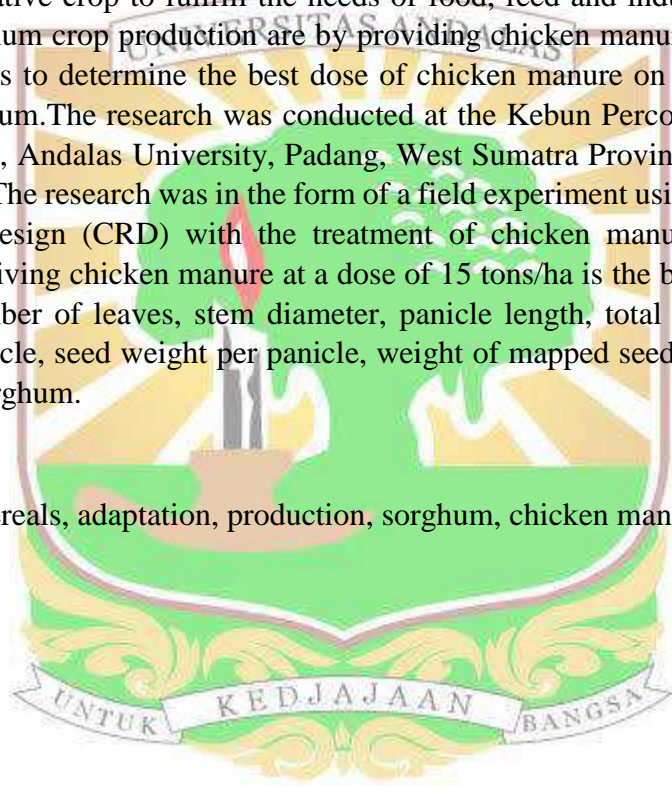 ative crop to fulfill the needs of food, feed and indu
UNIVERSITAS ANDALAS
um crop production are by providing chicken manu
s to determine the best dose of chicken manure on
um.The research was conducted at the Kebun Perco
, Andalas University, Padang, West Sumatra Provin
The research was in the form of a field experiment usi
esign (CRD) with the treatment of chicken manu
iving chicken manure at a dose of 15 tons/ha is the b
ber of leaves, stem diameter, panicle length, total
cle, seed weight per panicle, weight of mapped seed
rghum.
ereals, adaptation, production, sorghum, chicken man
UNTUK KEDJAJAAN BANGSA